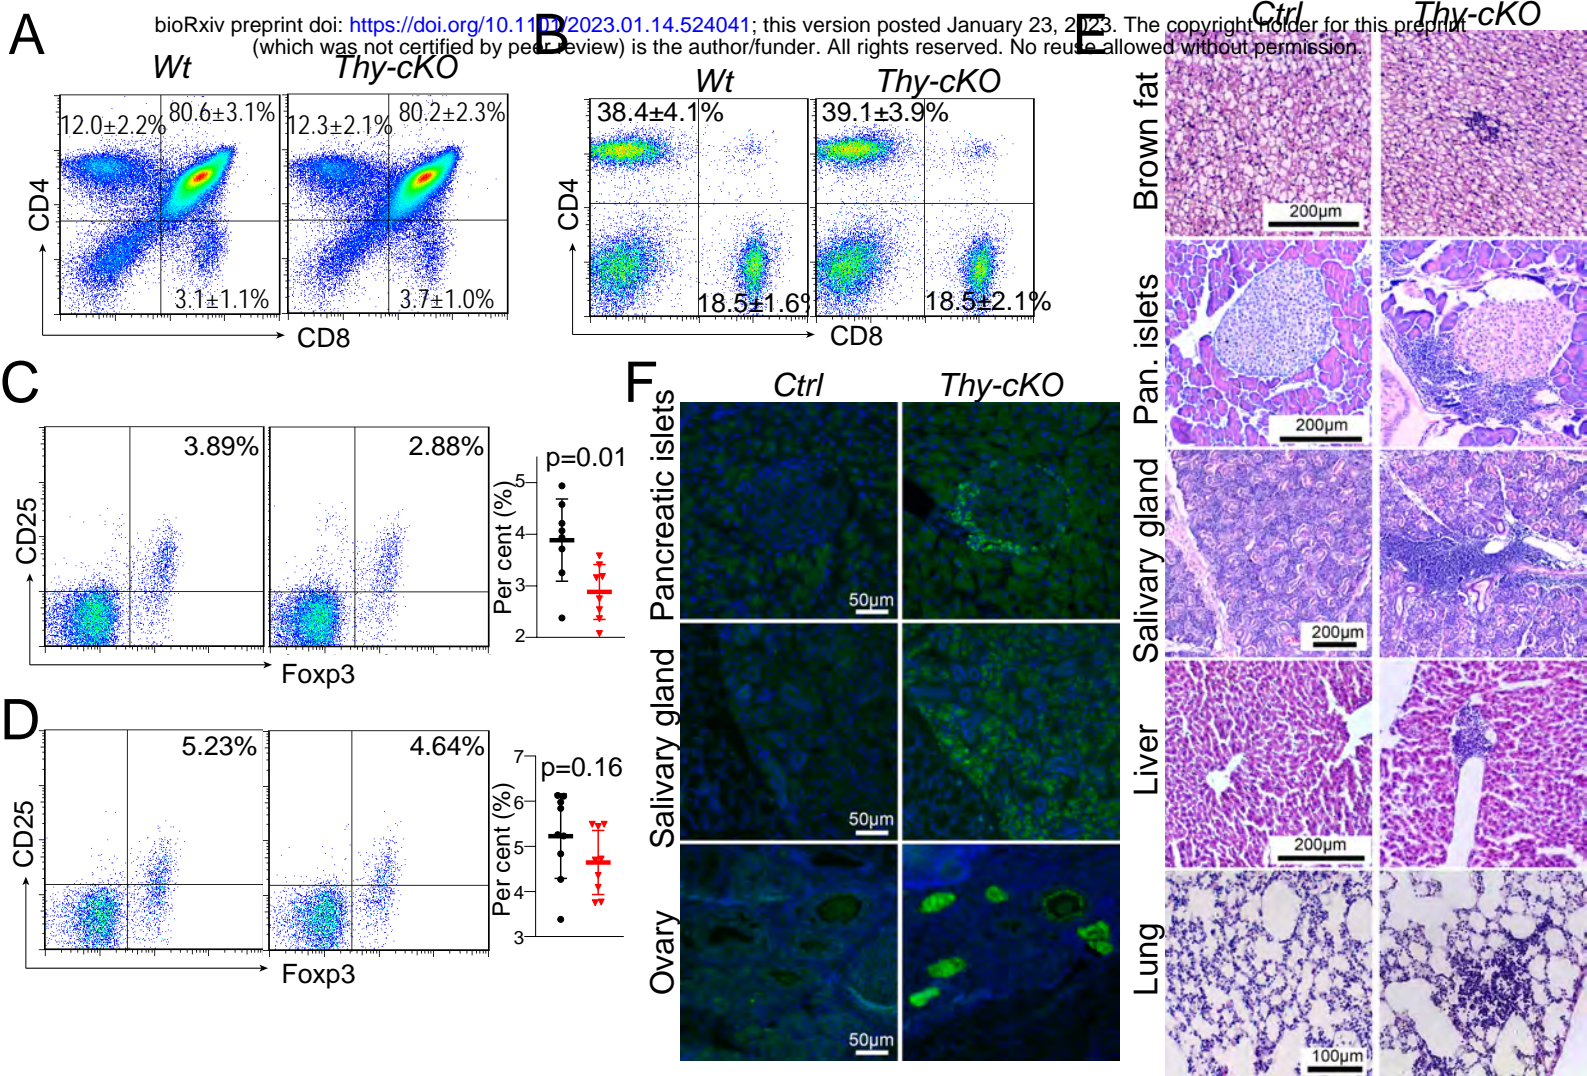 bioRxiv preprint doi: https://doi.org/10.1101/2023.01.14.524041; this version posted January 23, 2023. The copyright holder for this preprint
(which was not certified by peer review) is the author/funder. All rights reserved. No reuse allowed without permission.
A
Wt
Thy-cKO
12.0±2.2%
80.6±3.1%
3.1±1.1%
12.3±2.1%
80.2±2.3%
3.7±1.0%
CD4
CD8
B
Wt
Thy-cKO
38.4±4.1%
18.5±1.6%
39.1±3.9%
18.5±2.1%
CD4
CD8
C
3.89%
2.88%
CD25
Foxp3
p=0.01
Per cent (%)
5
4
3
2
D
5.23%
4.64%
CD25
Foxp3
p=0.16
Per cent (%)
7
6
5
4
3
E
Ctrl
Thy-cKO
Brown fat
200µm
Pan. islets
200µm
Salivary gland
200µm
Liver
200µm
Lung
100µm
F
Ctrl
Thy-cKO
Pancreatic islets
50µm
50µm
Salivary gland
50µm
Ovary
50µm